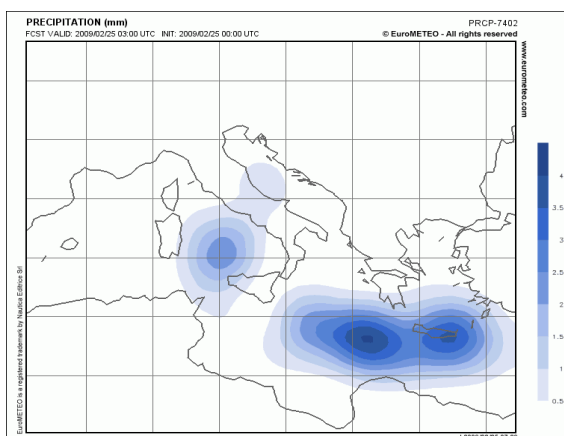 PRECIPITATION (mm)
PRCP-7402
FCST VALID: 2009/02/25 03:00 UTC INIT: 2009/02/25 00:00 UTC
© EuroMETEO - All rights reserved
www.eurometeo.com
4
3.5
3
2.5
2
1.5
1
0.5
EuroMETEO is a registered trademark by Nautica Editrice Srl